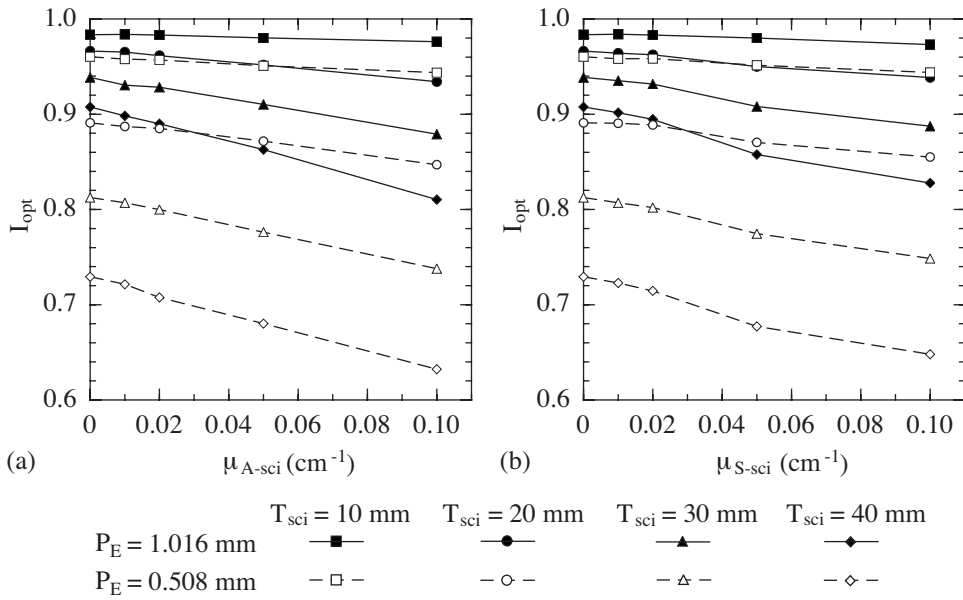 1.0 1.0
0.9 0.9
0.8 0.8
I_opt I_opt
0.7 0.7
0.6 0.6
0 0.02 0.04 0.06 0.08 0.10 0 0.02 0.04 0.06 0.08 0.10
(a) μ_A-sci (cm⁻¹) (b) μ_S-sci (cm⁻¹)
T_sci = 10 mm T_sci = 20 mm T_sci = 30 mm T_sci = 40 mm
P_E = 1.016 mm
P_E = 0.508 mm